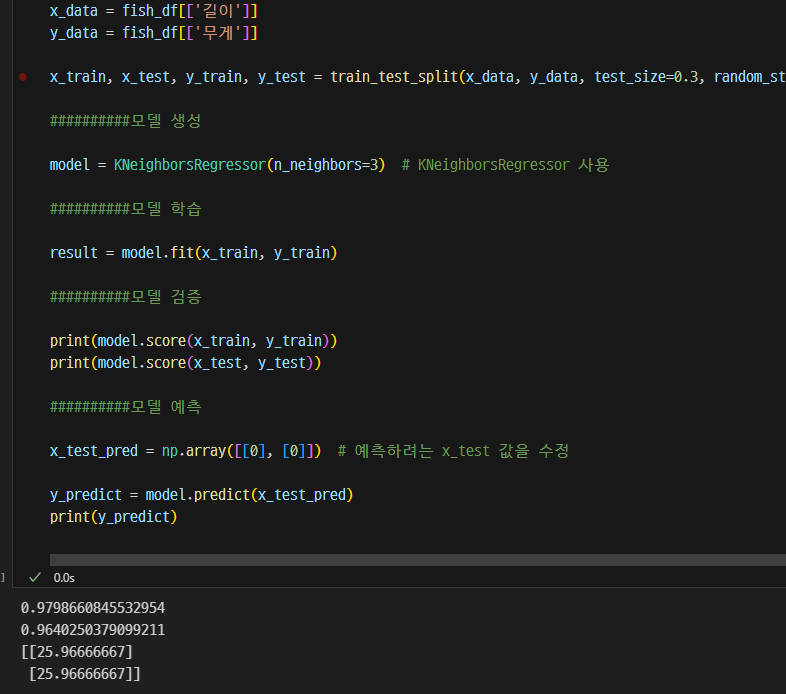 x_data = fish_df[['길이']]
y_data = fish_df[['무게']]
x_train, x_test, y_train, y_test = train_test_split(x_data, y_data, test_size=0.3, random_st
##########모델 생성
model = KNeighborsRegressor(n_neighbors=3)  # KNeighborsRegressor 사용
##########모델 학습
result = model.fit(x_train, y_train)
##########모델 검증
print(model.score(x_train, y_train))
print(model.score(x_test, y_test))
##########모델 예측
x_test_pred = np.array([[0], [0]])  # 예측하려는 x_test 값을 수정
y_predict = model.predict(x_test_pred)
print(y_predict)
] 0.0s
0.9798660845532954
0.9640250379099211
[[25.96666667]
 [25.96666667]]